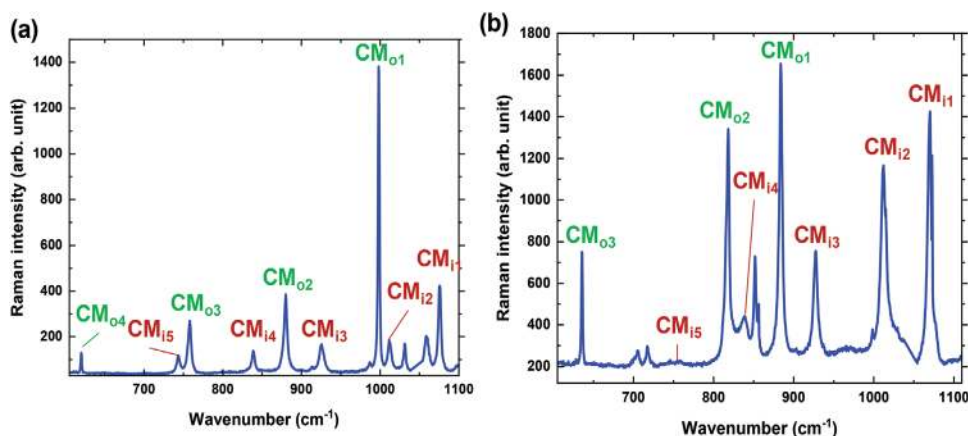 (a)
CMo1
1400
1200
1000
800
600
400
200
Raman intensity (arb. unit)
CMo4
CMi5
CMo3
CMi4
CMo2
CMi3
CMi2
CMi1
700 800 900 1000 1100
Wavenumber (cm-1)
(b)
1800
1600
1400
1200
1000
800
600
400
200
Raman intensity (arb. unit)
CMo1
CMo2
CMi1
CMi4
CMi2
CMo3
CMi3
CMi5
700 800 900 1000 1100
Wavenumber (cm-1)